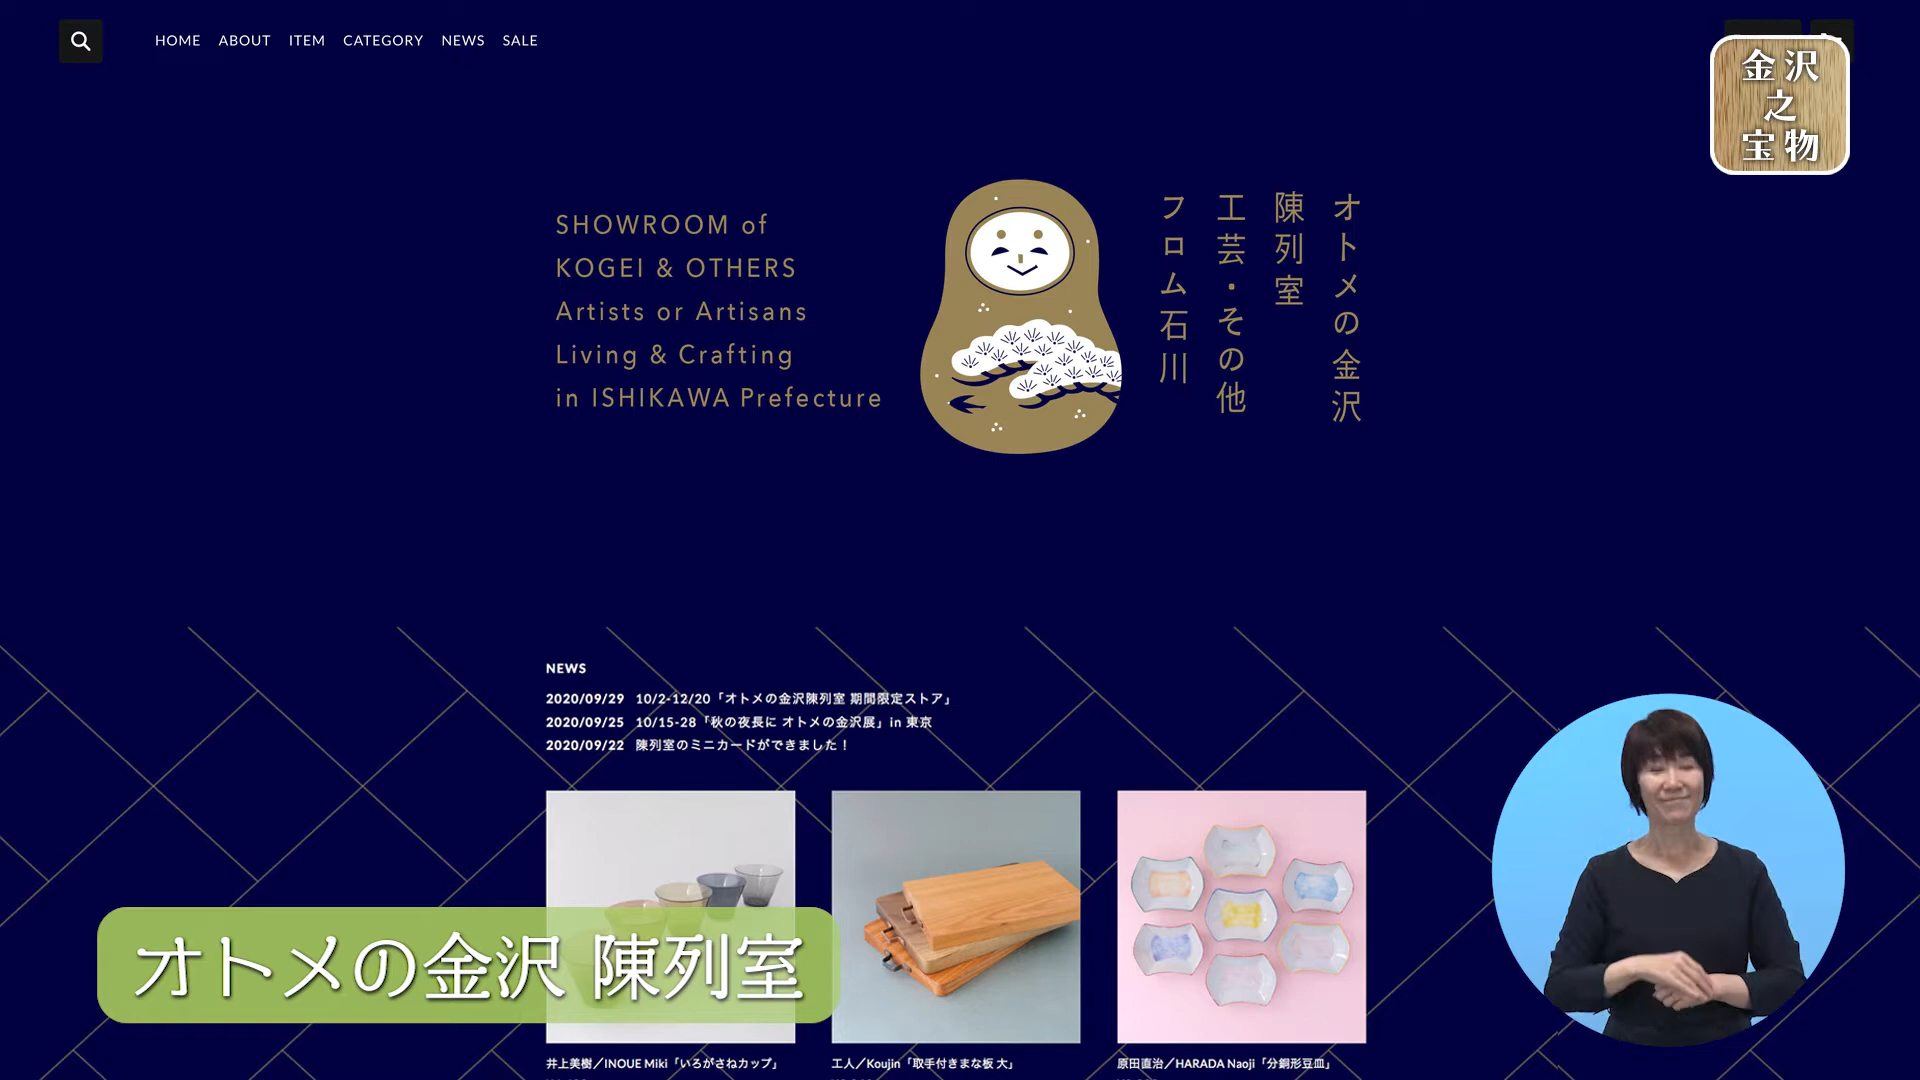 HOME ABOUT ITEM CATEGORY NEWS SALE
金沢
之
宝物
SHOWROOM of
KOGEI & OTHERS
Artists or Artisans
Living & Crafting
in ISHIKAWA Prefecture
オトメの金沢
陳列室
工芸・その他
フロム石川
NEWS
2020/09/29 10/2-12/20「オトメの金沢陳列室 期間限定ストア」
2020/09/25 10/15-28「秋の夜長に オトメの金沢展」in 東京
2020/09/22 陳列室のミニカードができました！
オトメの金沢 陳列室
井上美樹／INOUE Miki「いろがさねカップ」
工人／Koujin「取手付きまな板 大」
原田直治／HARADA Naoji「分銅形豆皿」